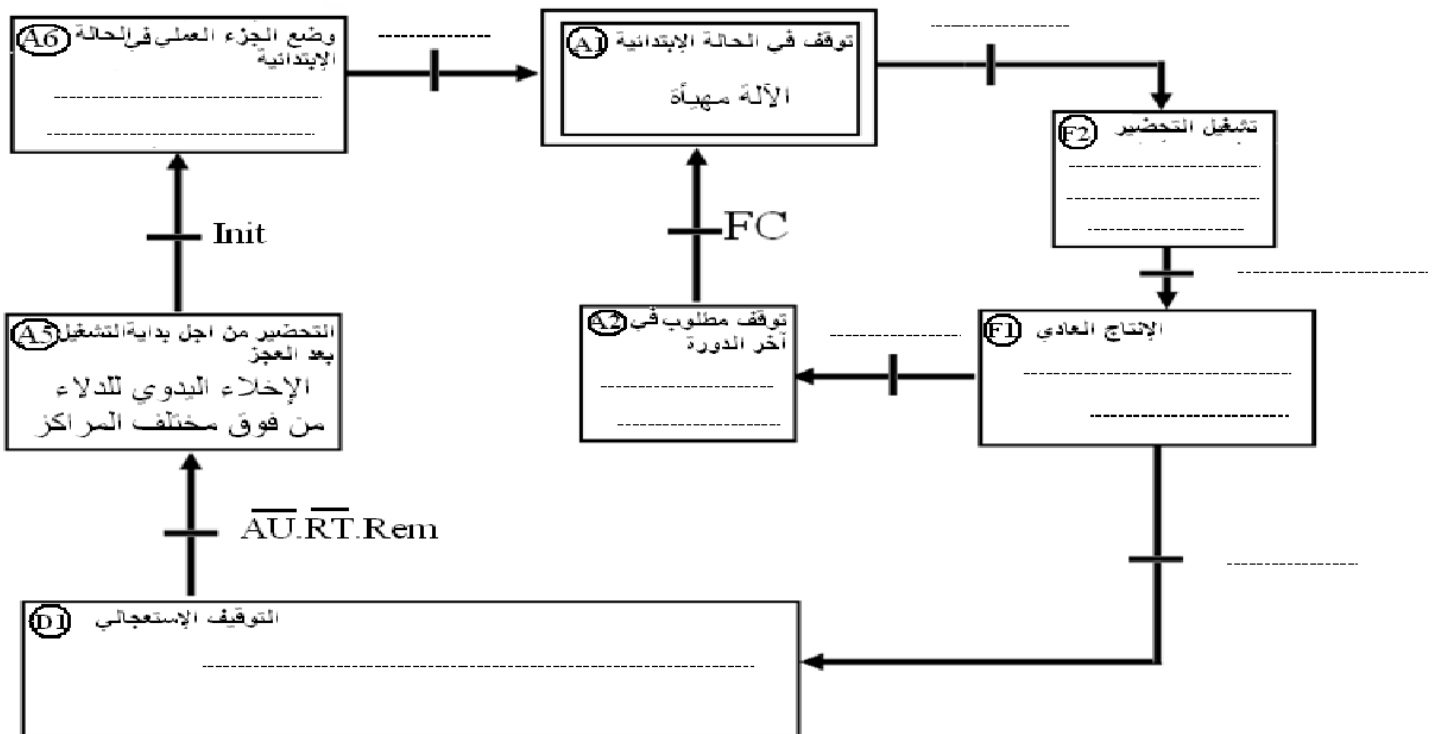 A6 وضع الجزء العملي في الحالة
الإبتدائية
A1 توقف في الحالة الإبتدائية
الآلة مهيأة
F2 تشغيل التحضير
Init
FC
A5 التحضير من اجل بداية التشغيل
بعد العجز
الإخلاء اليدوي للدلاء
من فوق مختلف المراكز
A2 توقف مطلوب في
آخر الدورة
F1 الإنتاج العادي
A̅U̅.R̅T̅.Rem
D1 التوقيف الإستعجالي